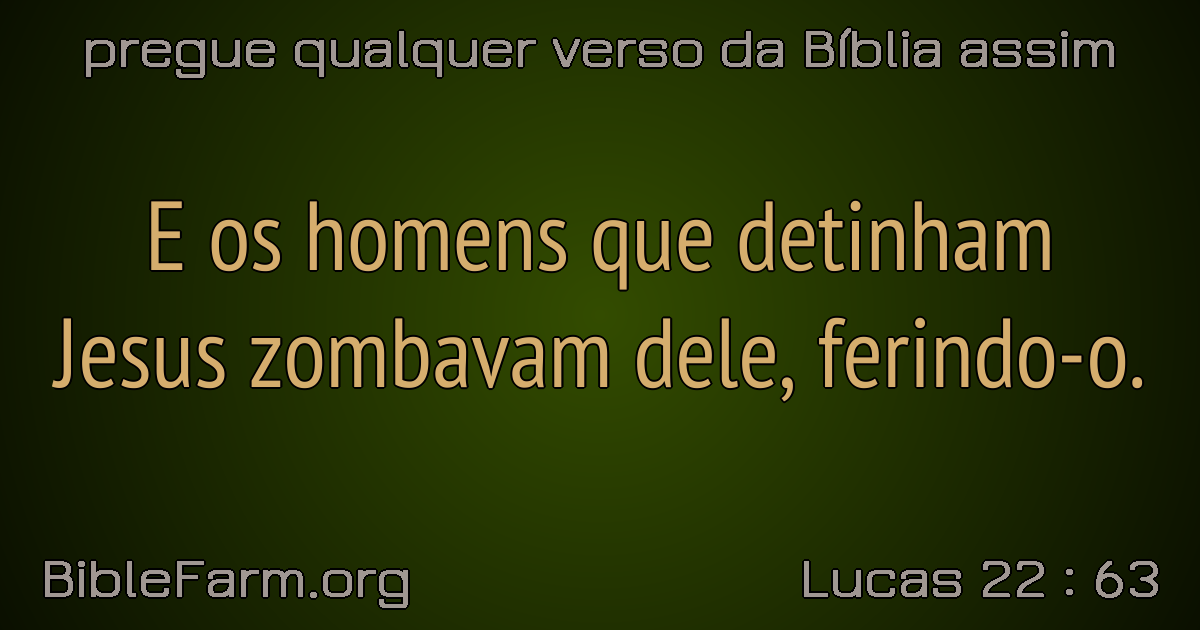 pregue qualquer verso da Bíblia assim
E os homens que detinham
Jesus zombavam dele, ferindo-o.
BibleFarm.org
Lucas 22 : 63